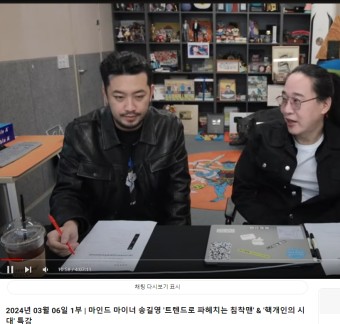 채팅 다시보기 표시
2024년 03월 06일 1부 | 마인드 마이너 송길영 '트렌드로 파헤치는 침착맨' & '핵개인의 시
대' 특강